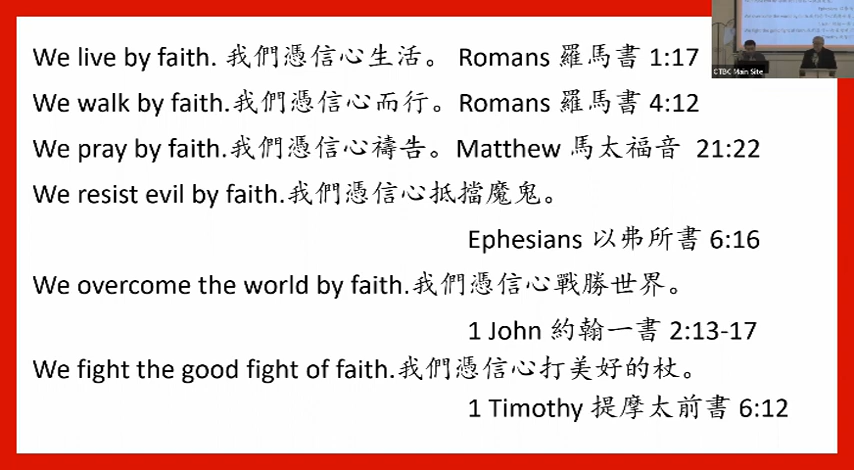 We live by faith. 我們憑信心生活。 Romans 羅馬書 1:17
We walk by faith.我們憑信心而行。Romans 羅馬書 4:12
We pray by faith.我們憑信心禱告。Matthew 馬太福音 21:22
We resist evil by faith.我們憑信心抵擋魔鬼。
Ephesians 以弗所書 6:16
We overcome the world by faith.我們憑信心戰勝世界。
1 John 約翰一書 2:13-17
We fight the good fight of faith.我們憑信心打美好的杖。
1 Timothy 提摩太前書 6:12
CTBC Main Site